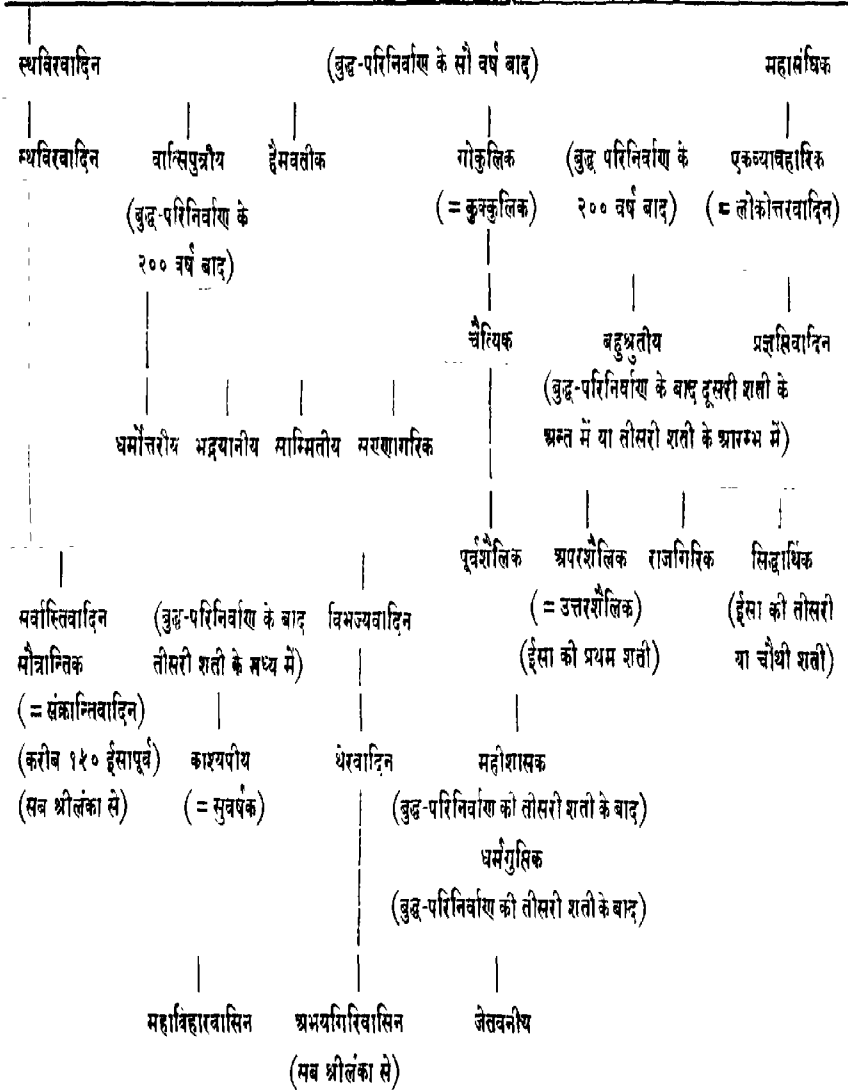 स्थविरवादिन (बुद्ध-परिनिर्वाण के सौ वर्ष बाद) महासंघिक
स्थविरवादिन वात्सिपुत्रीय हैमवतीक गोकुलिक (बुद्ध परिनिर्वाण के एकव्यावहारिक
(बुद्ध-परिनिर्वाण के (= कुक्कुलिक) २०० वर्ष बाद) (= लोकोत्तरवादिन)
२०० वर्ष बाद)
चैत्यिक बहुश्रुतीय प्रज्ञप्तिवादिन
(बुद्ध-परिनिर्वाण के बाद दूसरी शती के
धर्मोत्तरीय भद्रयानीय साम्मितीय सण्णागरिक अन्त में या तीसरी शती के आरम्भ में)
पूर्वशैलिक अपरशैलिक राजगिरिक सिद्धार्थिक
सर्वास्तिवादिन (बुद्ध-परिनिर्वाण के बाद विभज्यवादिन (= उत्तरशैलिक) (ईसा की तीसरी
सौत्रान्तिक तीसरी शती के मध्य में) (ईसा की प्रथम शती) या चौथी शती)
(= संक्रान्तिवादिन)
(करीब १५० ईसापूर्व) काश्यपीय थेरवादिन महीशासक
(सब श्रीलंका से) (= सुवर्षक) (बुद्ध-परिनिर्वाण की तीसरी शती के बाद)
धर्मगुप्तिक
(बुद्ध-परिनिर्वाण की तीसरी शती के बाद)
महाविहारवासिन अभयगिरिवासिन जेतवनीय
(सब श्रीलंका से)